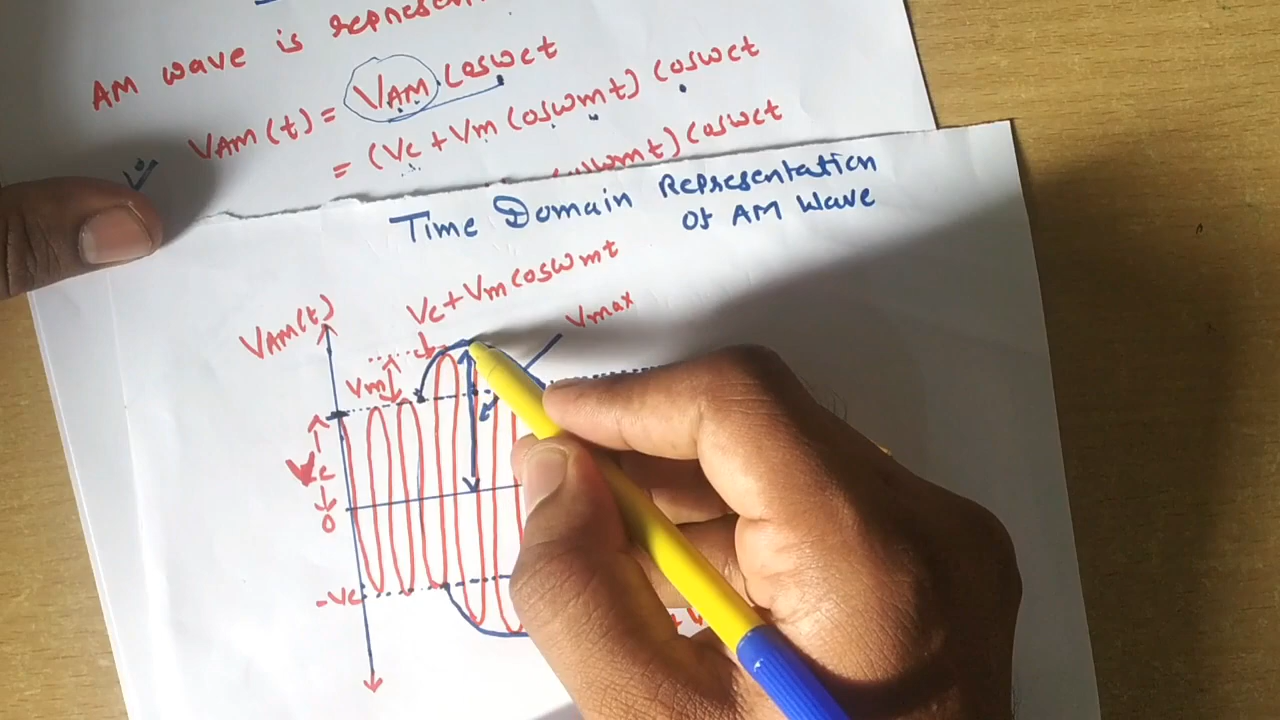 AM wave is represent
VAM(t) = VAM cosωct
= (Vc + Vm cosωmt) cosωct
cosωmt) cosωct
Time Domain Representation
of AM Wave
Vc + Vm cosωmt
VAM(t)
Vmax
Vm
Vc
0
-Vc